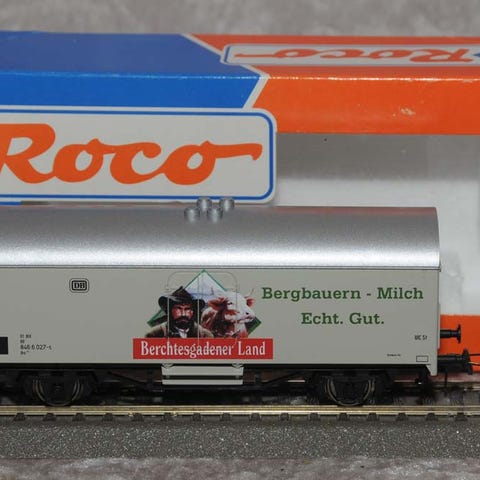 Roco
Roco
DB
Bergbauern - Milch
Echt. Gut.
Berchtesgadener Land